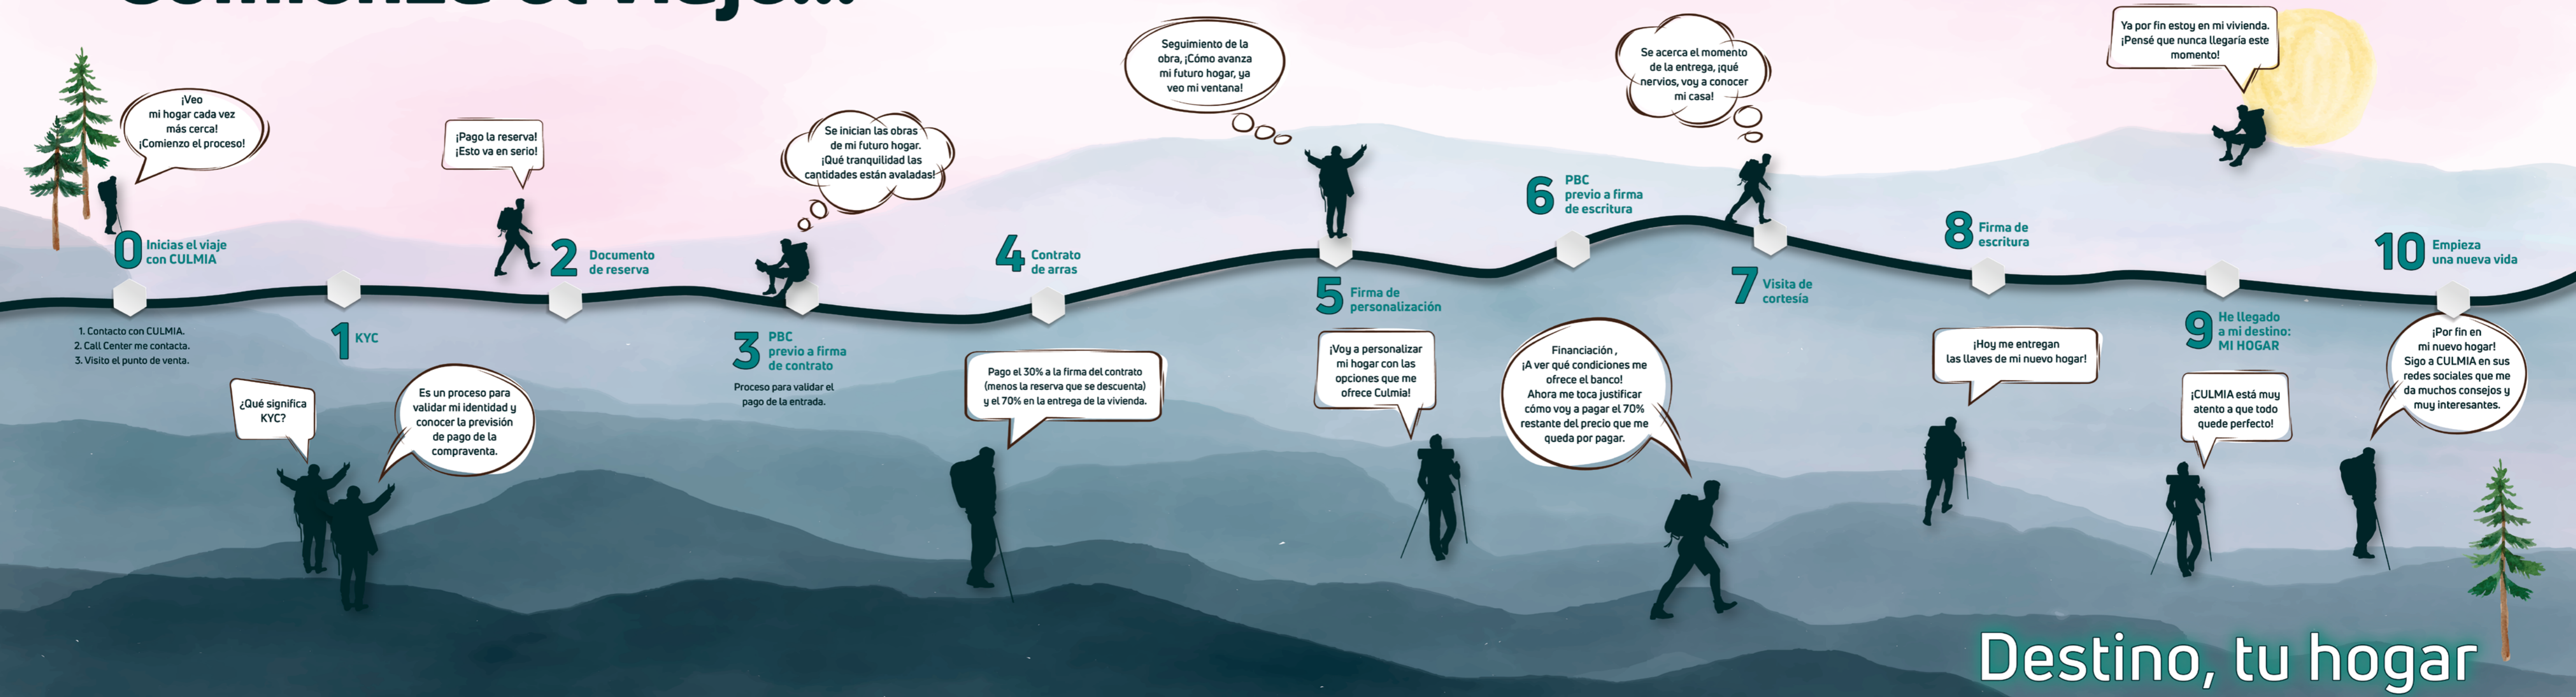 Comienza el viaje...
¡Veo
mi hogar cada vez
más cerca!
¡Comienzo el proceso!
0 Inicias el viaje
con CULMIA
1. Contacto con CULMIA.
2. Call Center me contacta.
3. Visito el punto de venta.
1 KYC
¿Qué significa
KYC?
Es un proceso para
validar mi identidad y
conocer la previsión
de pago de la
compraventa.
¡Pago la reserva!
¡Esto va en serio!
2 Documento
de reserva
Se inician las obras
de mi futuro hogar.
¡Qué tranquilidad las
cantidades están avaladas!
3 PBC
previo a firma
de contrato
Proceso para validar el
pago de la entrada.
4 Contrato
de arras
Pago el 30% a la firma del contrato
(menos la reserva que se descuenta)
y el 70% en la entrega de la vivienda.
Seguimiento de la
obra, ¡Cómo avanza
mi futuro hogar, ya
veo mi ventana!
5 Firma de
personalización
¡Voy a personalizar
mi hogar con las
opciones que me
ofrece Culmia!
6 PBC
previo a firma
de escritura
Financiación ,
¡A ver qué condiciones me
ofrece el banco!
Ahora me toca justificar
cómo voy a pagar el 70%
restante del precio que me
queda por pagar.
Se acerca el momento
de la entrega, ¡qué
nervios, voy a conocer
mi casa!
7 Visita de
cortesía
8 Firma de
escritura
¡Hoy me entregan
las llaves de mi nuevo hogar!
Ya por fin estoy en mi vivienda.
¡Pensé que nunca llegaría este
momento!
9 He llegado
a mi destino:
MI HOGAR
¡CULMIA está muy
atento a que todo
quede perfecto!
10 Empieza
una nueva vida
¡Por fin en
mi nuevo hogar!
Sigo a CULMIA en sus
redes sociales que me
da muchos consejos y
muy interesantes.
Destino, tu hogar